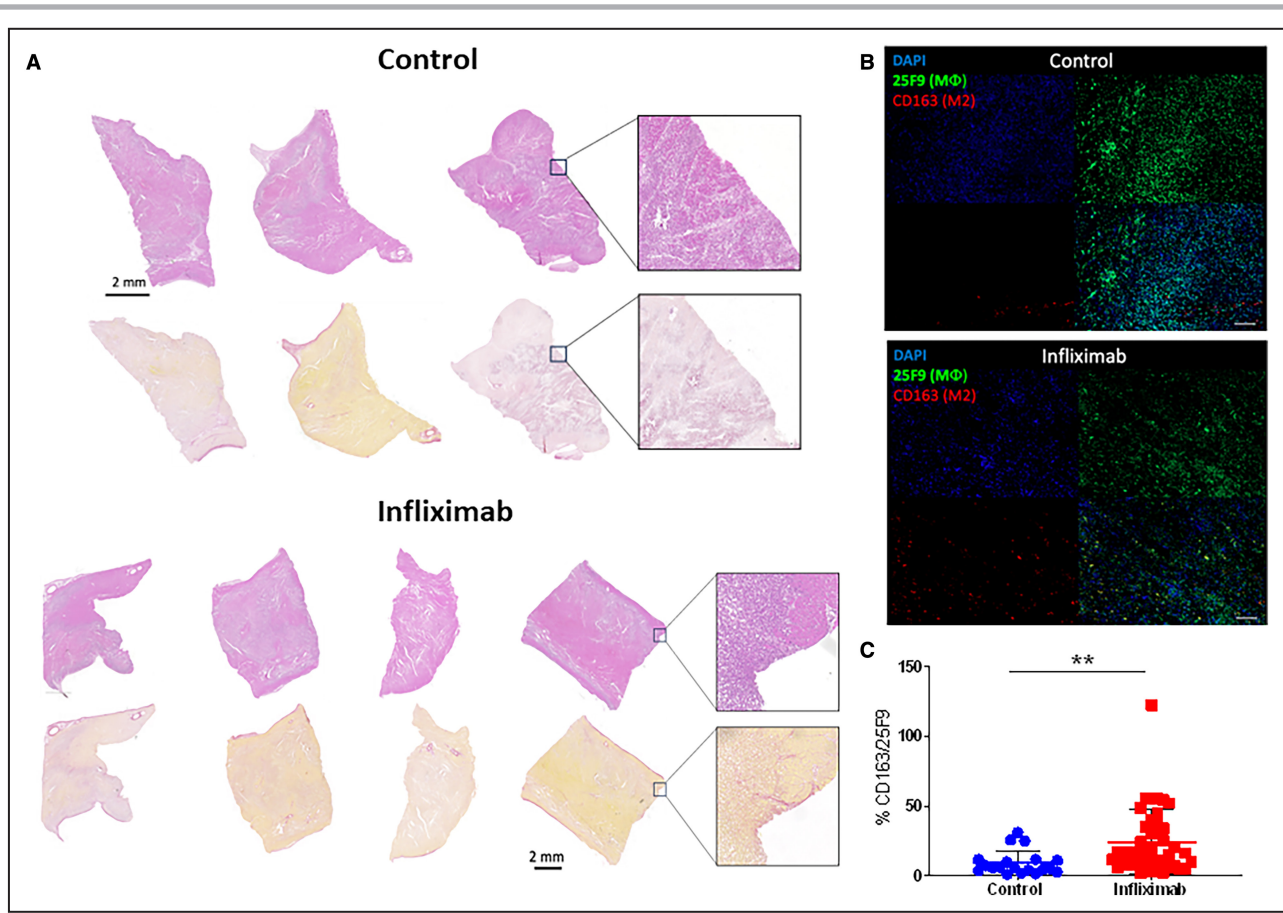 A
Control
2 mm
Infliximab
2 mm
B
DAPI
Control
25F9 (MΦ)
CD163 (M2)
DAPI
Infliximab
25F9 (MΦ)
CD163 (M2)
C
**
% CD163/25F9
150
100
50
0
Control
Infliximab